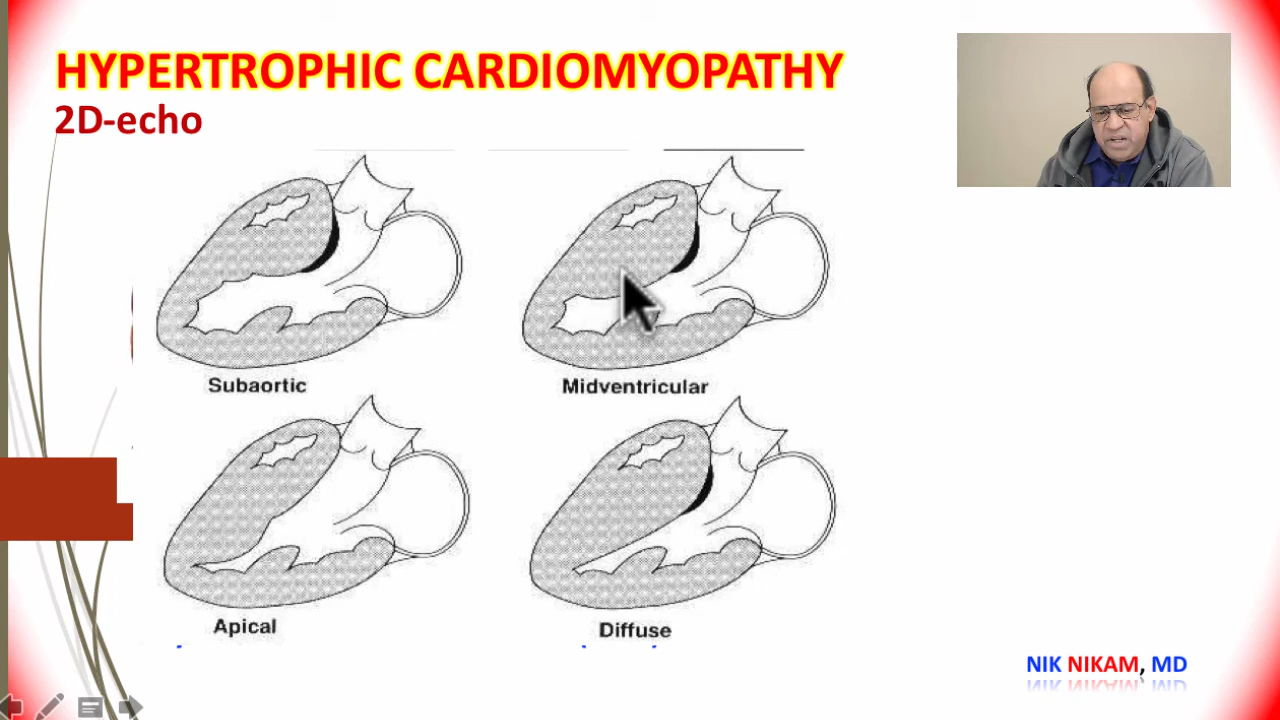 HYPERTROPHIC CARDIOMYOPATHY
2D-echo
Subaortic
Midventricular
Apical
Diffuse
NIK NIKAM, MD